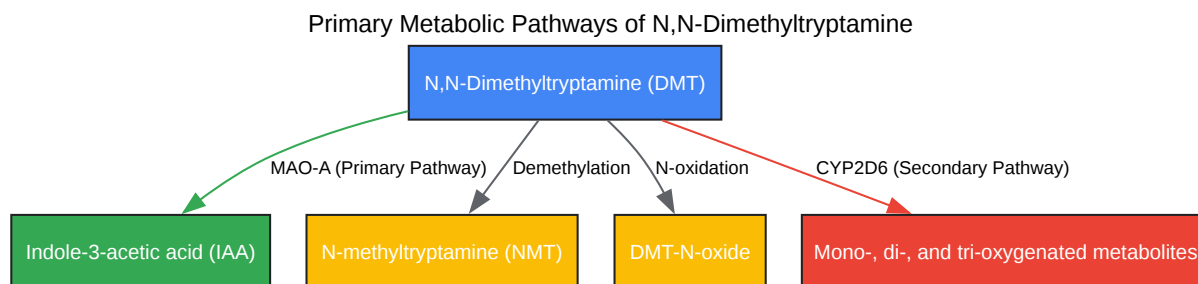 Primary Metabolic Pathways of N,N-Dimethyltryptamine
N,N-Dimethyltryptamine (DMT)
MAO-A (Primary Pathway)
Demethylation
N-oxidation
CYP2D6 (Secondary Pathway)
Indole-3-acetic acid (IAA)
N-methyltryptamine (NMT)
DMT-N-oxide
Mono-, di-, and tri-oxygenated metabolites